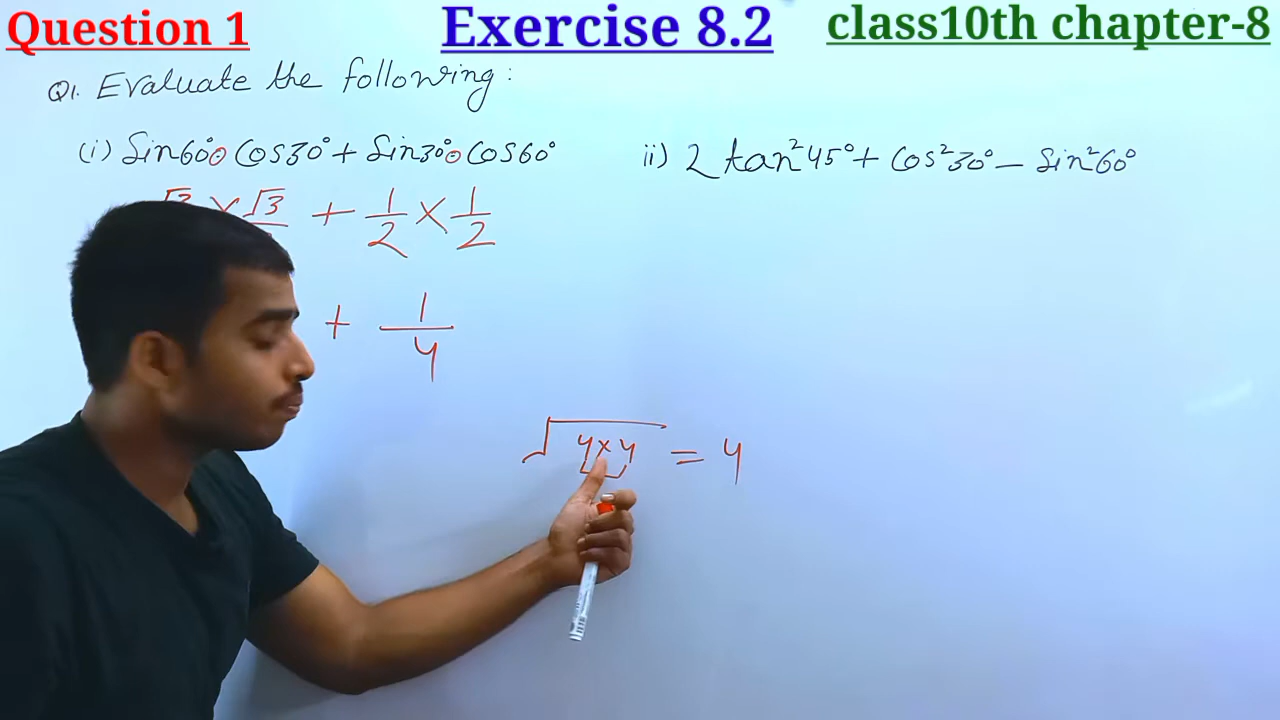 Question 1 Exercise 8.2 class10th chapter-8
Q1. Evaluate the following:
(i) Sin60°. Cos30° + Sin30°. Cos60°
ii) 2 tan²45° + Cos²30° – Sin²60°
√3 × √3 + 1/2 × 1/2
+ 1/4
√4×4 = 4